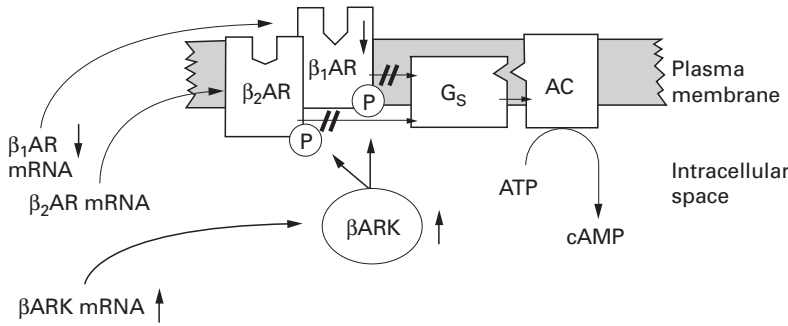 β₁AR
β₂AR
P
P
Gₛ
AC
Plasma
membrane
β₁AR
mRNA
β₂AR mRNA
ATP
Intracellular
space
βARK
cAMP
βARK mRNA